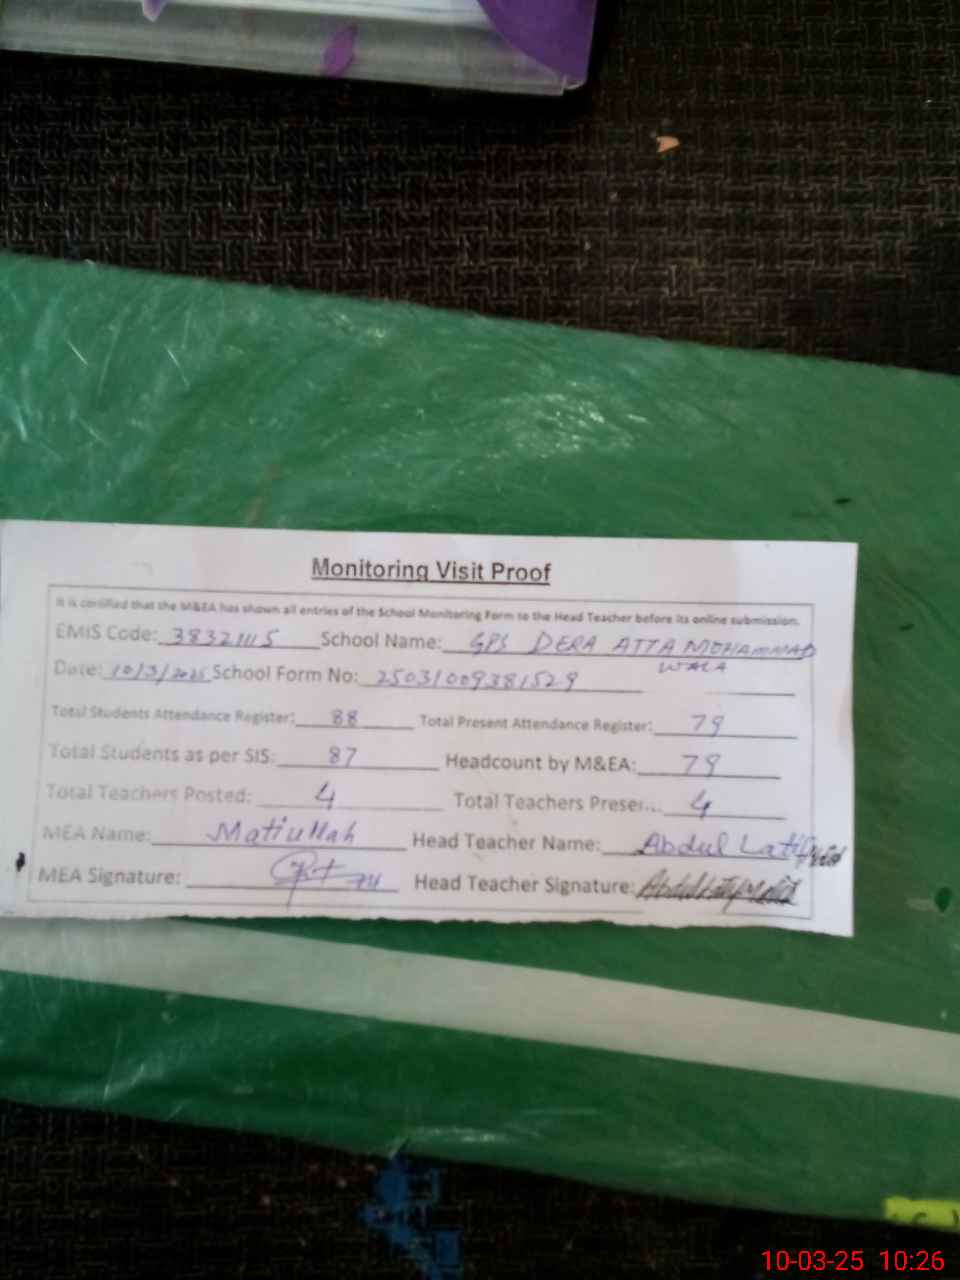 Monitoring Visit Proof
It is certified that the M&EA has shown all entries of the School Monitoring Form to the Head Teacher before its online submission.
EMIS Code: 38321115 School Name: GPS DERA ATTA MOHAMMAD
WALA
Date: 10/3/2025 School Form No: 25031009381529
Total Students Attendance Register: 88 Total Present Attendance Register: 79
Total Students as per SIS: 87 Headcount by M&EA: 79
Total Teachers Posted: 4 Total Teachers Presen... 4
MEA Name: Matiullah Head Teacher Name: Abdul Latif
MEA Signature: Head Teacher Signature:
10-03-25 10:26